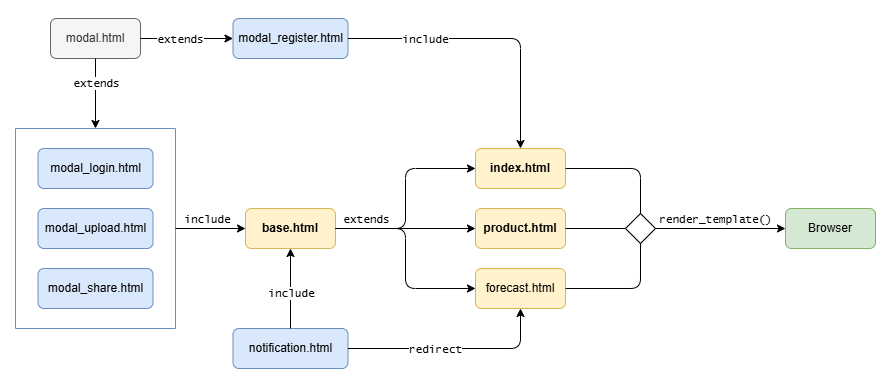 modal.html
extends
modal_register.html
include
extends
modal_login.html
modal_upload.html
modal_share.html
include
base.html
extends
index.html
product.html
forecast.html
render_template()
Browser
include
notification.html
redirect